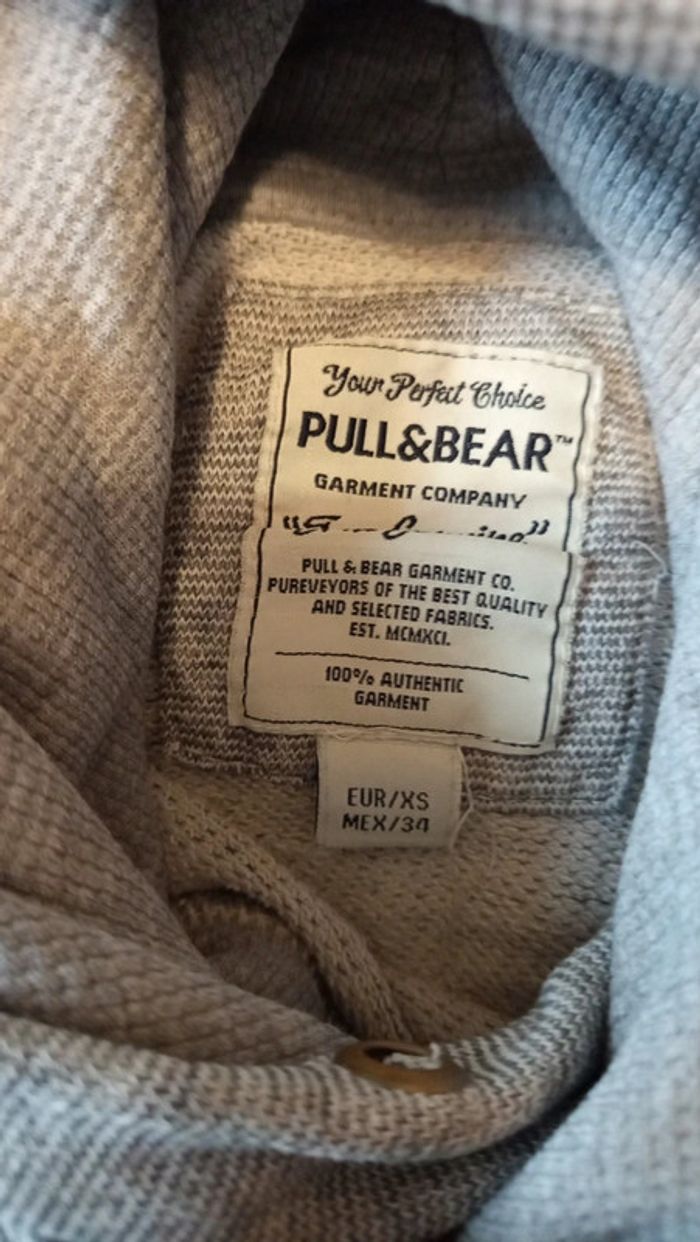 Your Perfect Choice
PULL&BEAR™
GARMENT COMPANY
PULL & BEAR GARMENT CO.
PUREVEYORS OF THE BEST QUALITY
AND SELECTED FABRICS.
EST. MCMXCI.
100% AUTHENTIC
GARMENT
EUR/XS
MEX/34